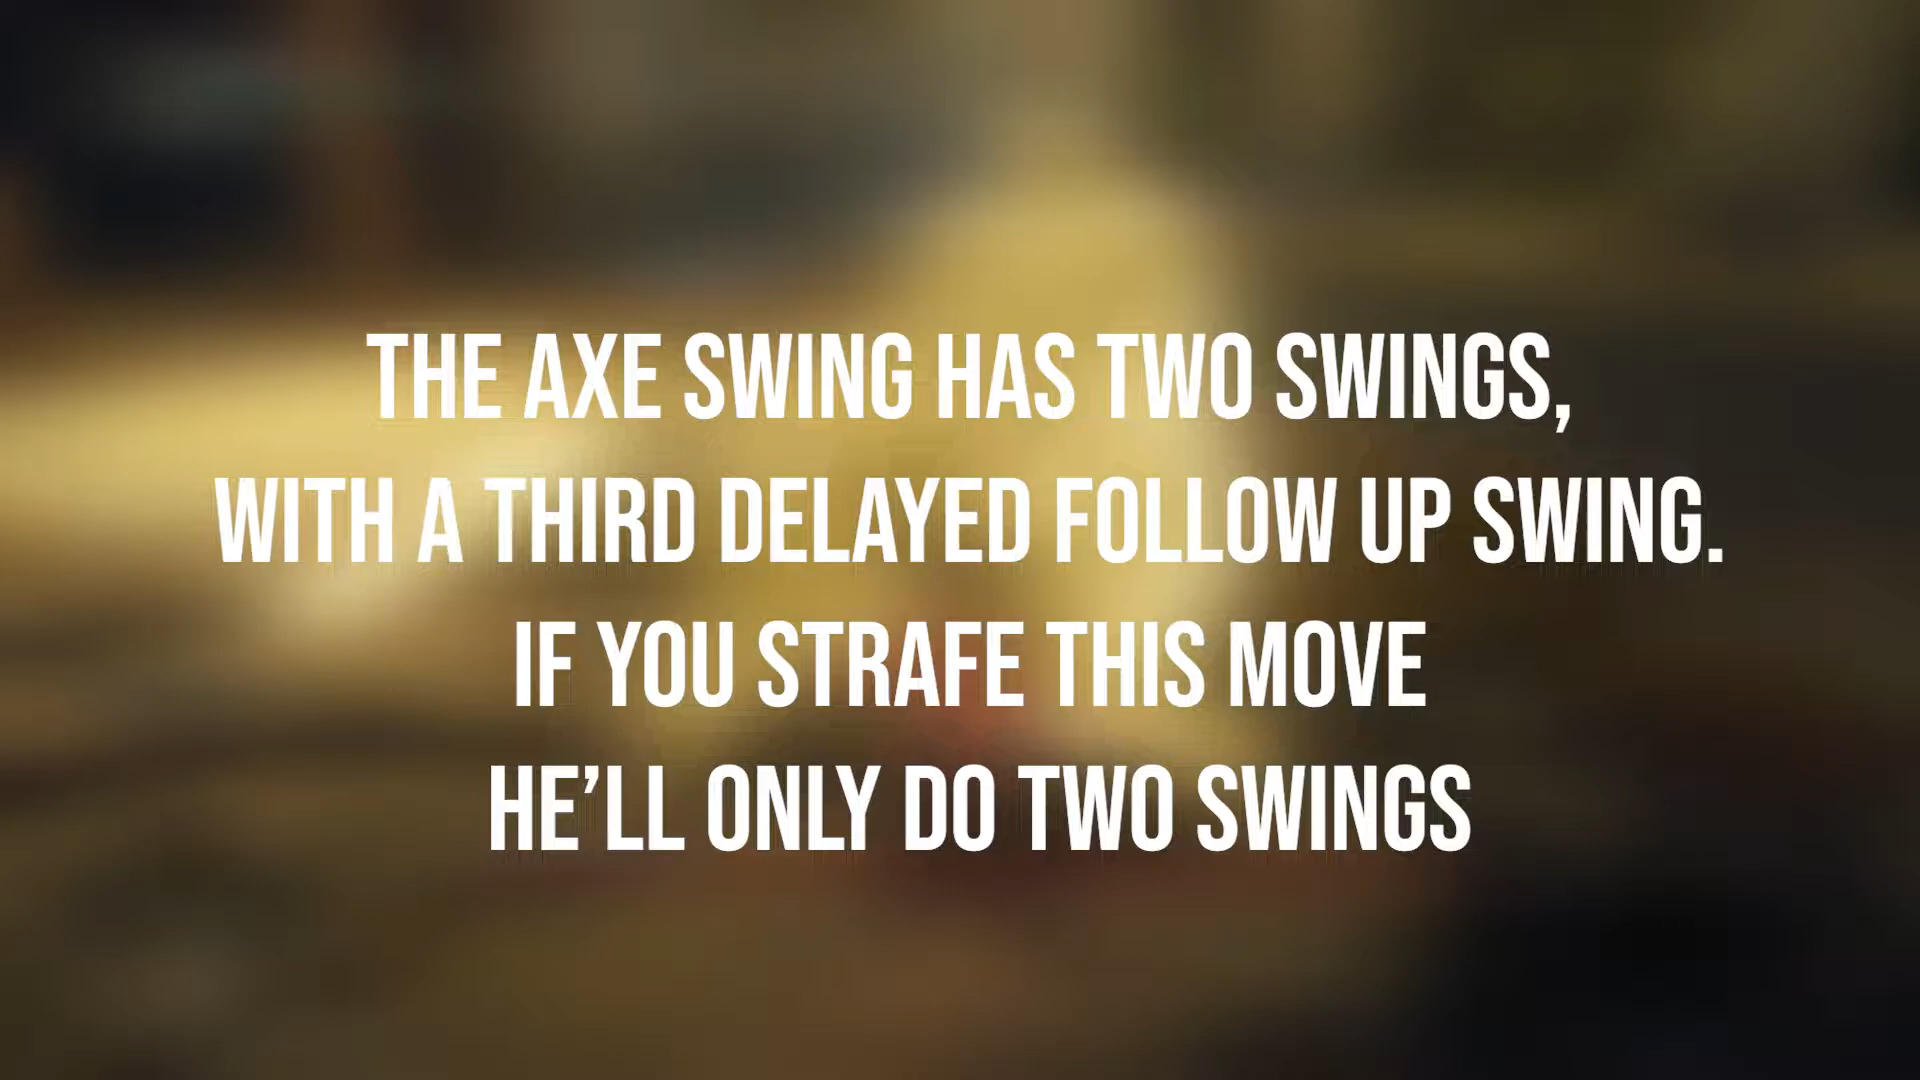 THE AXE SWING HAS TWO SWINGS,
WITH A THIRD DELAYED FOLLOW UP SWING.
IF YOU STRAFE THIS MOVE
HE’LL ONLY DO TWO SWINGS